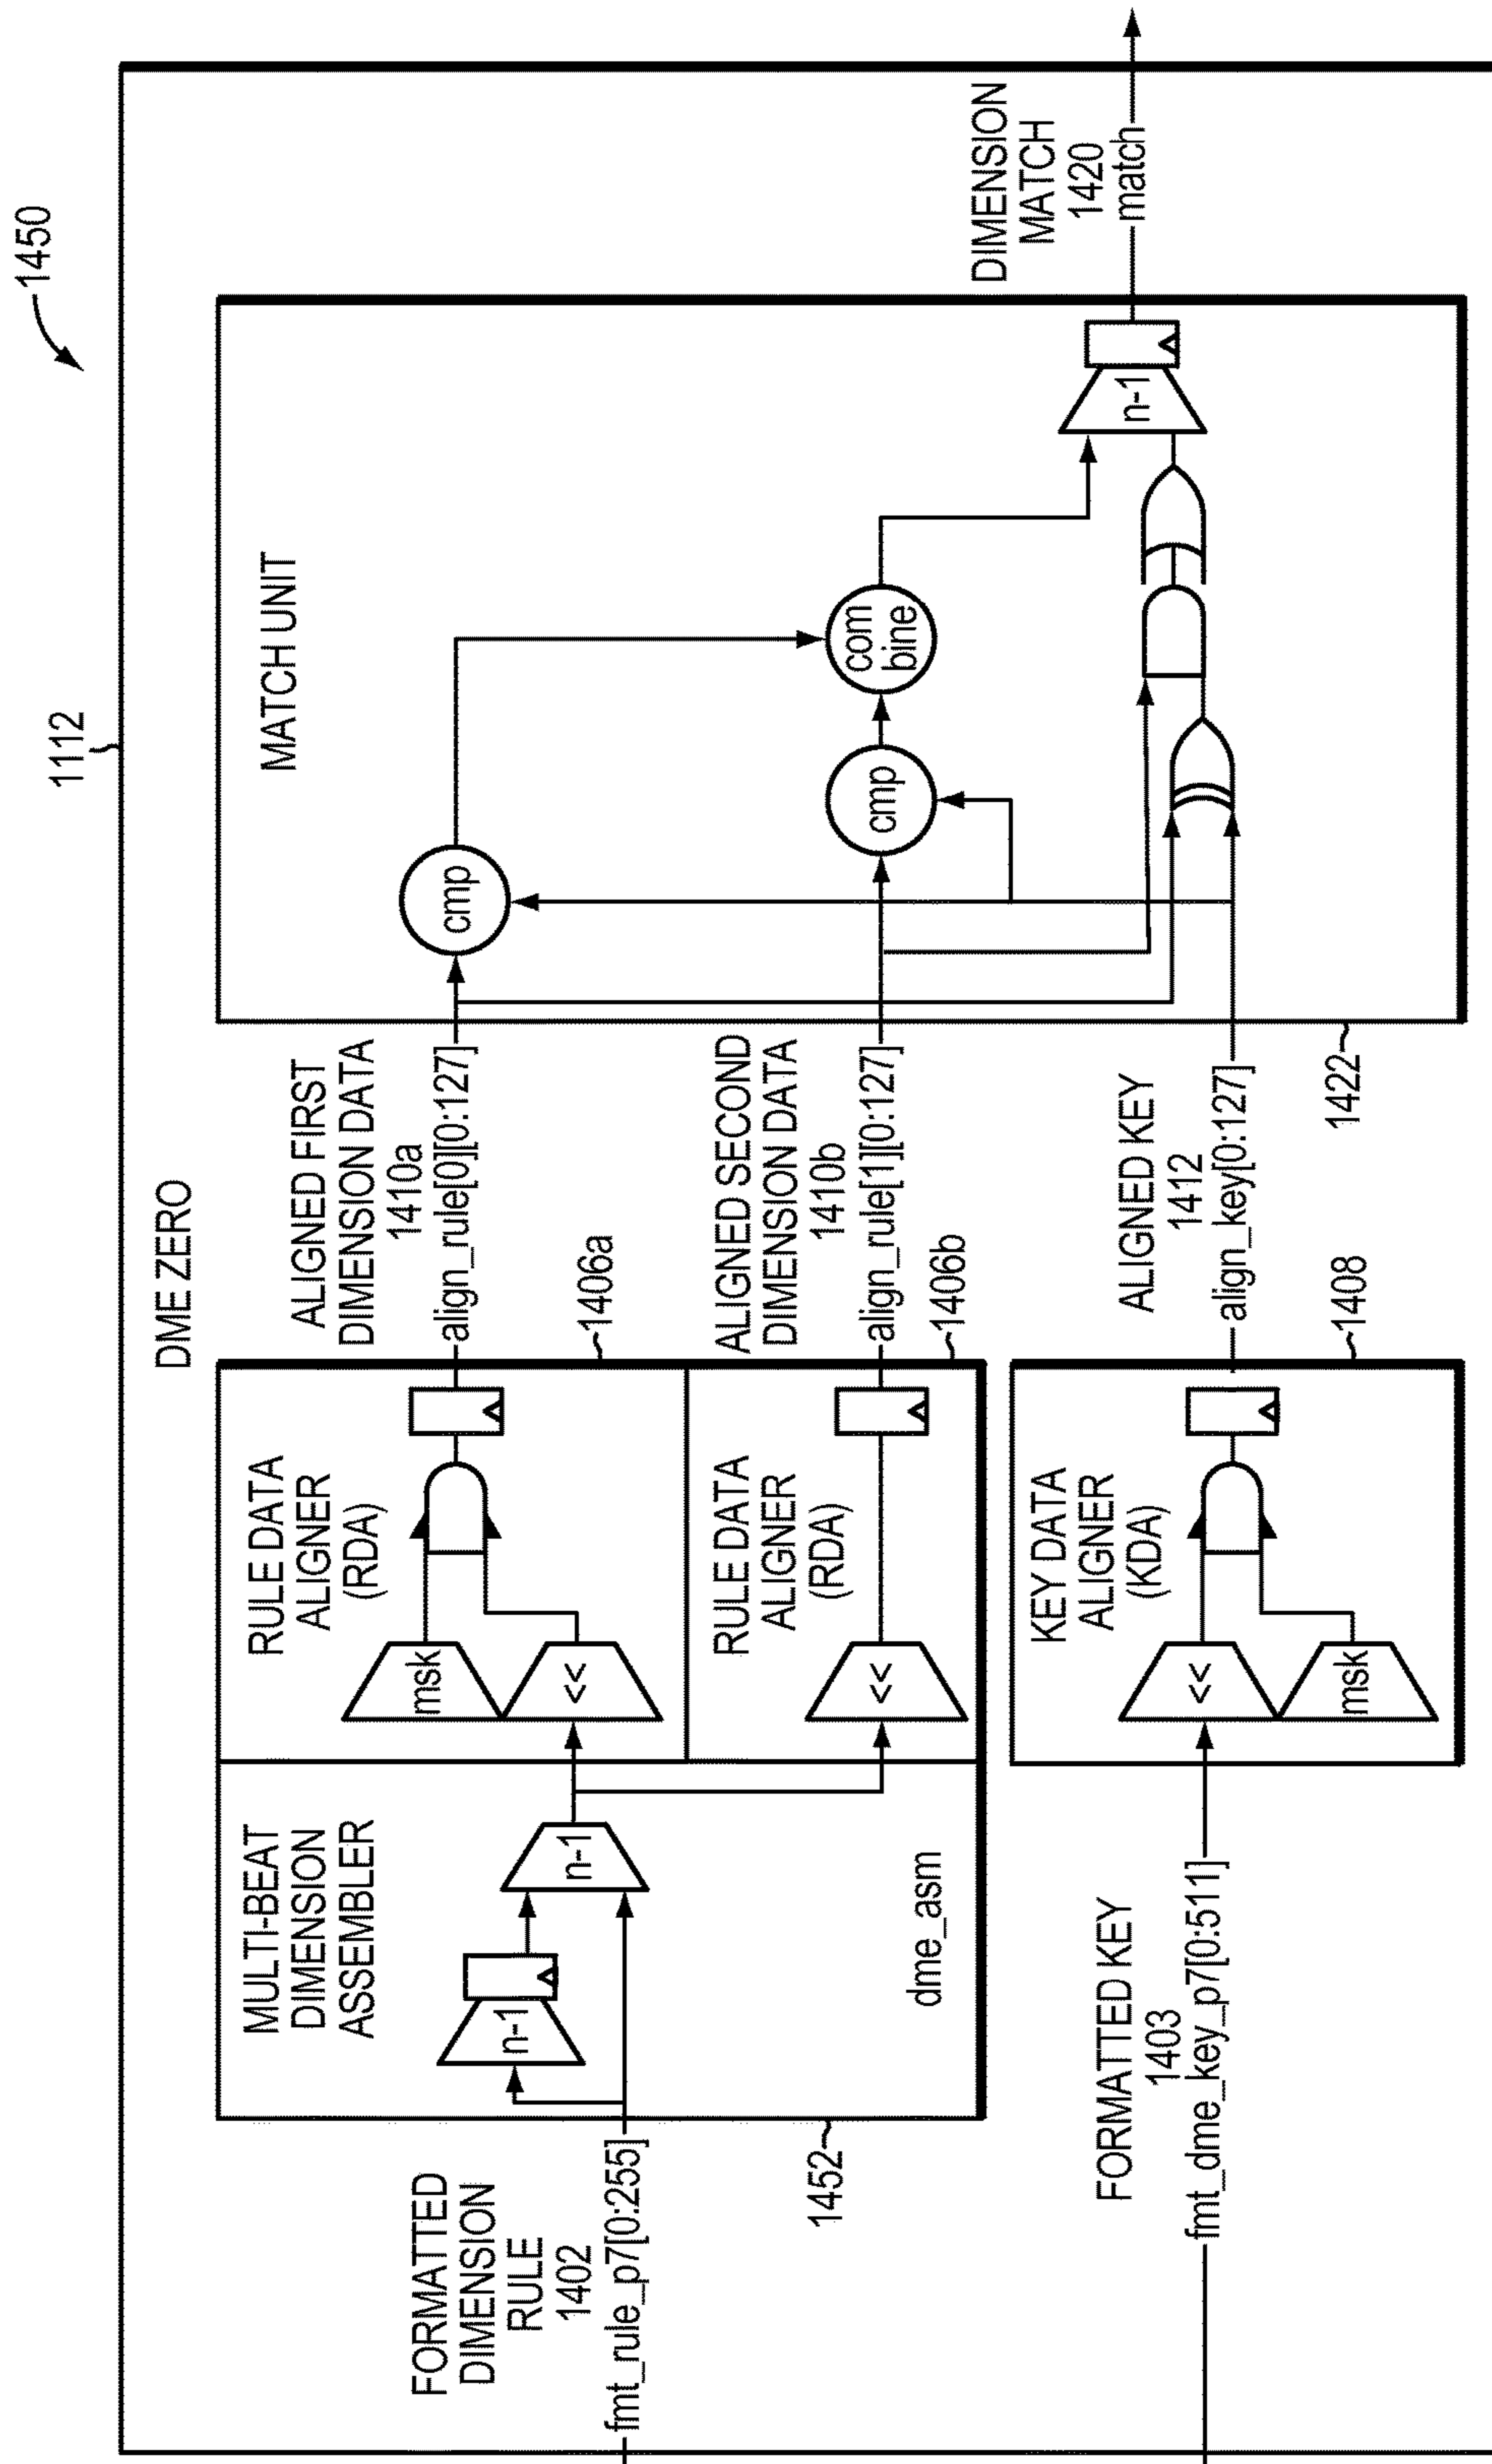 1450
1112
DME ZERO
FORMATTED
DIMENSION
RULE
1402
fmt_rule_p7[0:255]
1452
MULTI-BEAT
DIMENSION
ASSEMBLER
n-1
n-1
dme_asm
RULE DATA
ALIGNER
(RDA)
msk
<<
RULE DATA
ALIGNER
(RDA)
<<
1406a
1406b
ALIGNED FIRST
DIMENSION DATA
1410a
align_rule[0][0:127]
ALIGNED SECOND
DIMENSION DATA
1410b
align_rule[1][0:127]
FORMATTED KEY
1403
fmt_dme_key_p7[0:511]
KEY DATA
ALIGNER
(KDA)
<<
msk
1408
ALIGNED KEY
1412
align_key[0:127]
1422
MATCH UNIT
cmp
cmp
com
bine
n-1
DIMENSION
MATCH
1420
match